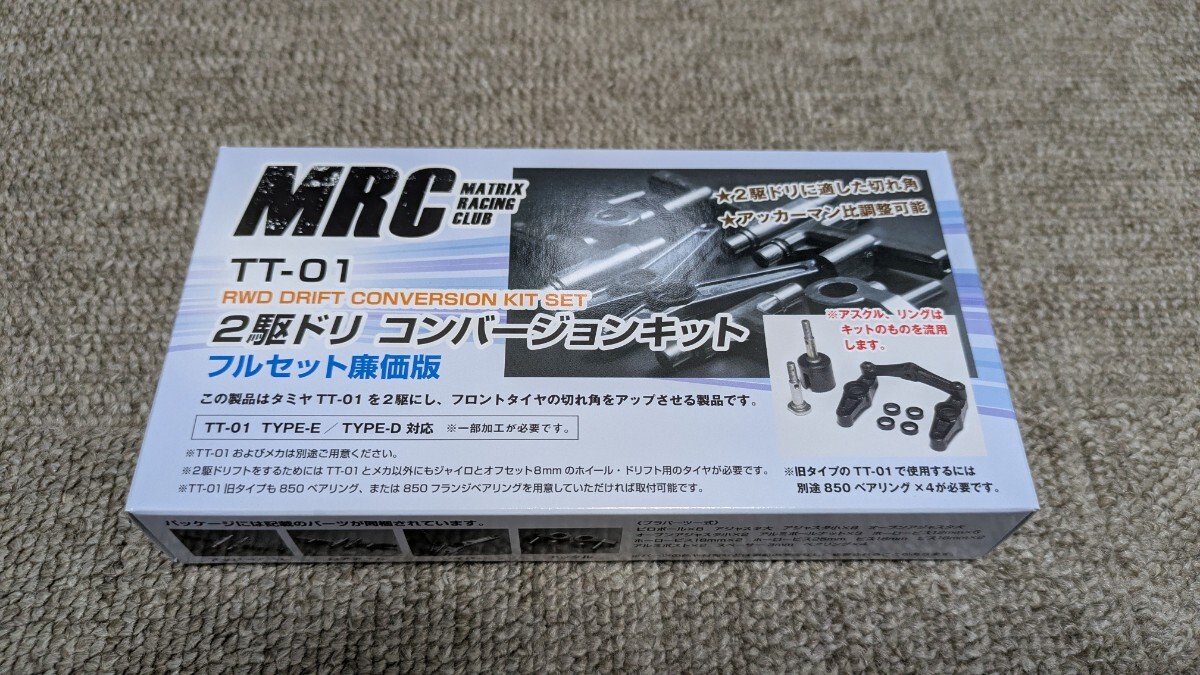 MRC
MATRIX
RACING
CLUB
★2駆ドリに適した切れ角
★アッカーマン比調整可能
TT-01
RWD DRIFT CONVERSION KIT SET
2駆ドリ コンバージョンキット
フルセット廉価版
※アスクル、リングは
キットのものを流用
します。
この製品はタミヤ TT-01 を2駆にし、フロントタイヤの切れ角をアップさせる製品です。
TT-01 TYPE-E / TYPE-D 対応 ※一部加工が必要です。
※TT-01 およびメカは別途ご用意ください。
※2駆ドリフトをするためには TT-01 とメカ以外にもジャイロとオフセット8mm のホイール・ドリフト用のタイヤが必要です。
※TT-01 旧タイプも 850 ベアリング、または 850 フランジベアリングを用意していただければ取付可能です。
※旧タイプの TT-01 で使用するには
別途 850 ベアリング×4が必要です。
パッケージには記載のパーツが同梱されています。